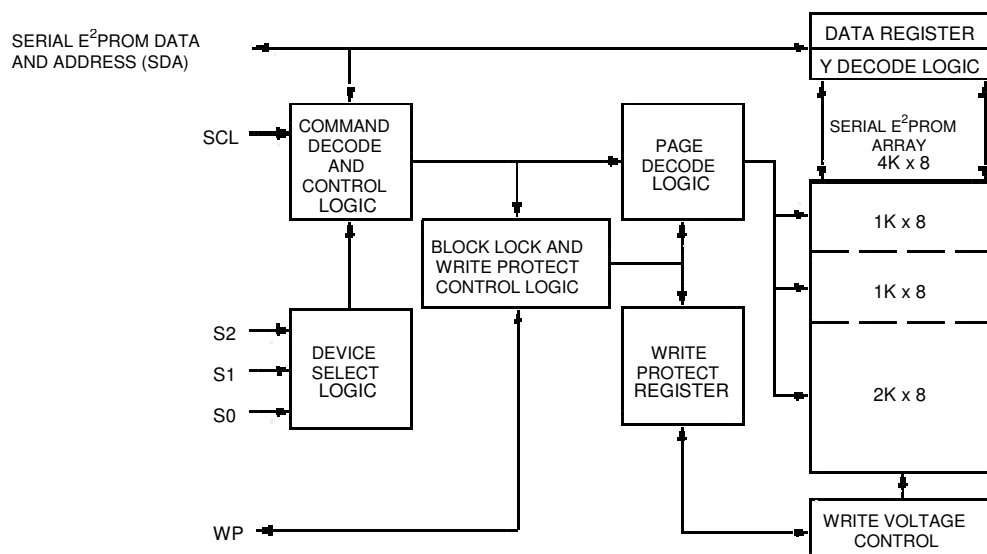 SERIAL E²PROM DATA
AND ADDRESS (SDA)
DATA REGISTER
Y DECODE LOGIC
SCL
COMMAND
DECODE
AND
CONTROL
LOGIC
PAGE
DECODE
LOGIC
SERIAL E²PROM
ARRAY
4K x 8
1K x 8
BLOCK LOCK AND
WRITE PROTECT
CONTROL LOGIC
1K x 8
S2
S1
S0
DEVICE
SELECT
LOGIC
WRITE
PROTECT
REGISTER
2K x 8
WP
WRITE VOLTAGE
CONTROL